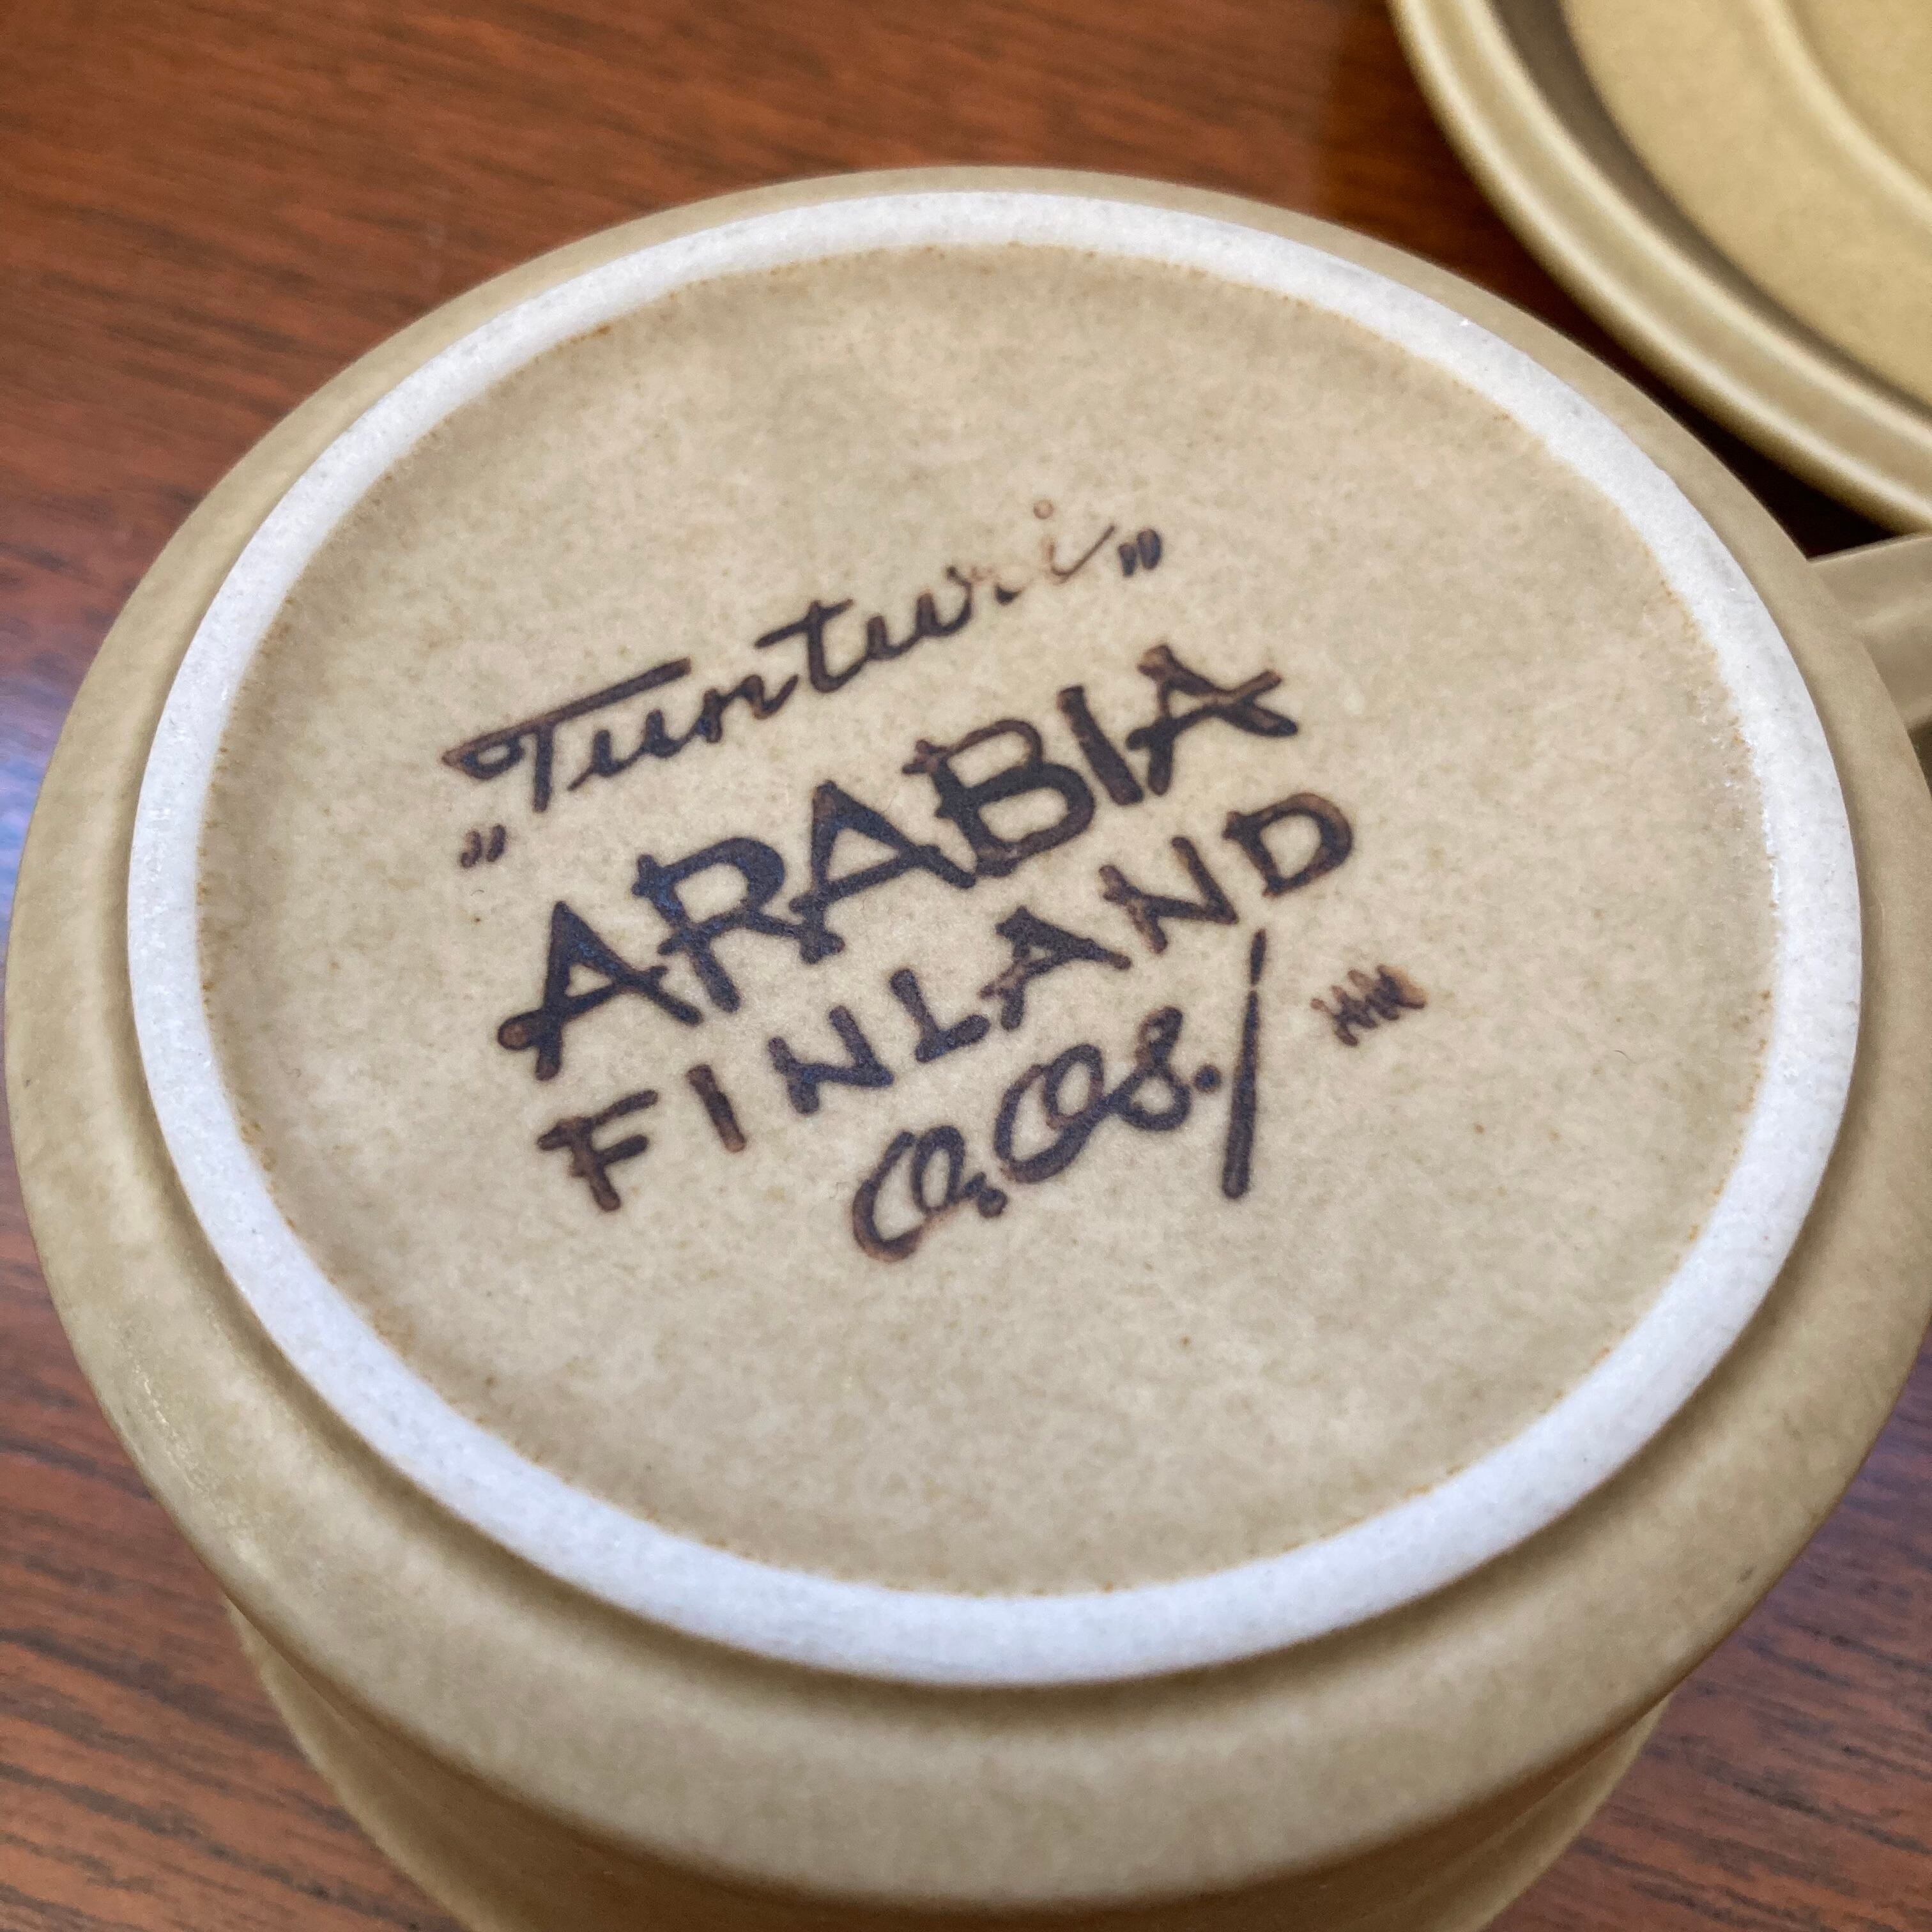 „Tunturi”
ARABIA
FINLAND
A.OS./